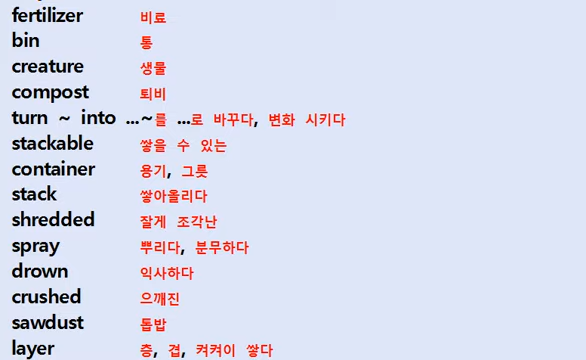 fertilizer 비료
bin 통
creature 생물
compost 퇴비
turn ~ into ...~를 ...로 바꾸다, 변화 시키다
stackable 쌓을 수 있는
container 용기, 그릇
stack 쌓아올리다
shredded 잘게 조각난
spray 뿌리다, 분무하다
drown 익사하다
crushed 으깨진
sawdust 톱밥
layer 층, 겹, 켜켜이 쌓다